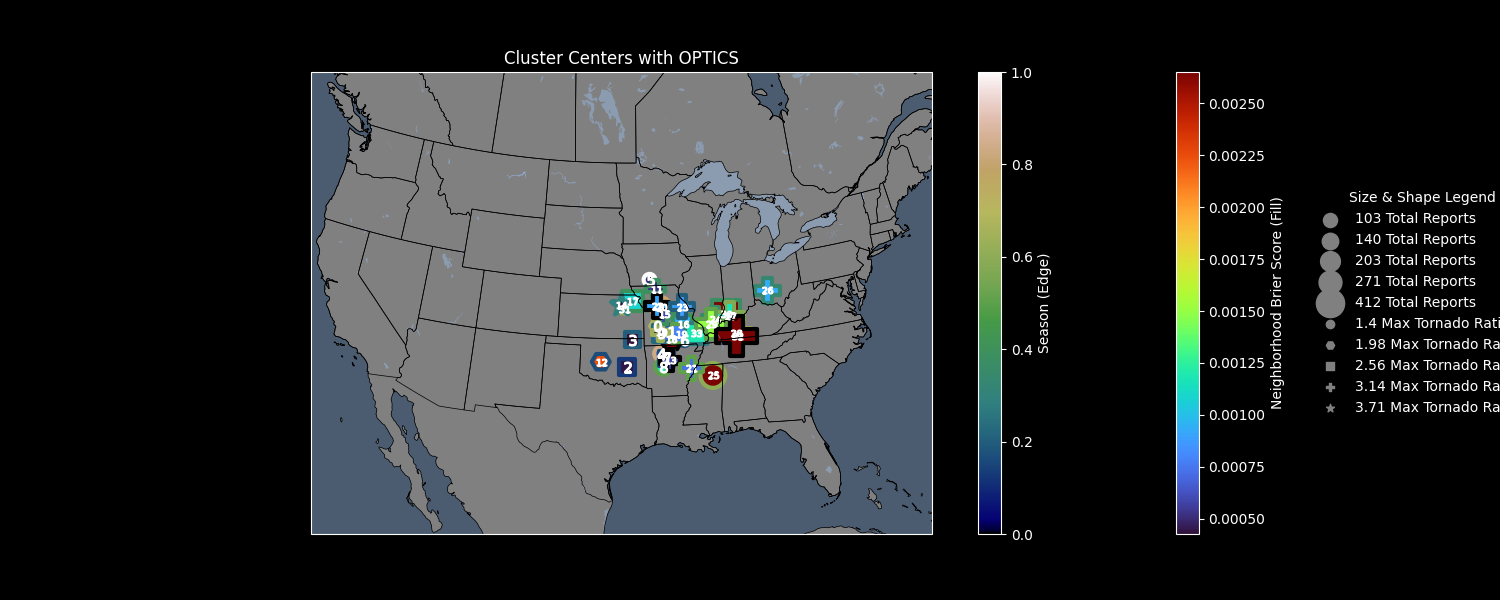 Cluster Centers with OPTICS
1.0
0.8
0.6
0.4
0.2
0.0
Season (Edge)
0.00250
0.00225
0.00200
0.00175
0.00150
0.00125
0.00100
0.00075
0.00050
Neighborhood Brier Score (Fill)
Size & Shape Legend
103 Total Reports
140 Total Reports
203 Total Reports
271 Total Reports
412 Total Reports
1.4 Max Tornado Rati
1.98 Max Tornado Ra
2.56 Max Tornado Ra
3.14 Max Tornado Ra
3.71 Max Tornado Ra
11
17
26
3
12
2
33
25